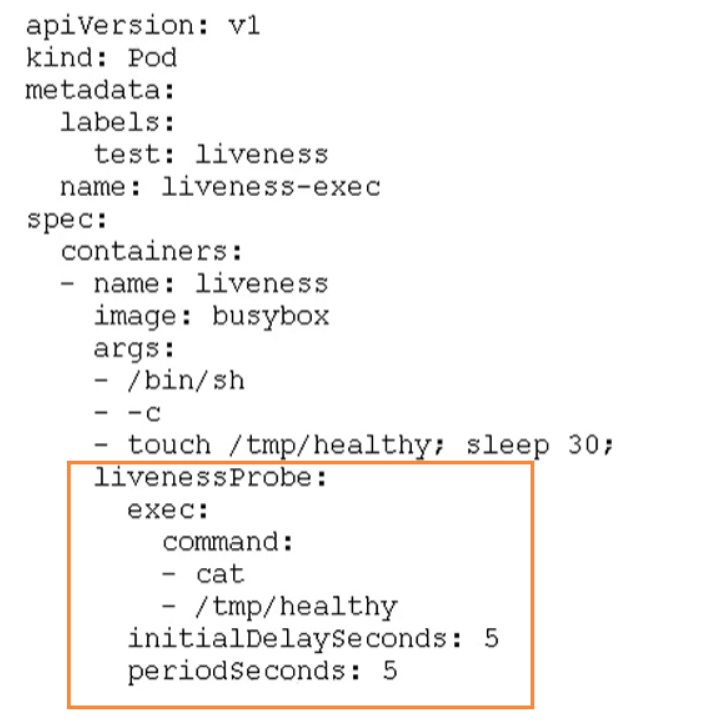 apiVersion: v1
kind: Pod
metadata:
  labels:
    test: liveness
  name: liveness-exec
spec:
  containers:
  - name: liveness
    image: busybox
    args:
    - /bin/sh
    - -c
    - touch /tmp/healthy; sleep 30;
    livenessProbe:
      exec:
        command:
        - cat
        - /tmp/healthy
      initialDelaySeconds: 5
      periodSeconds: 5